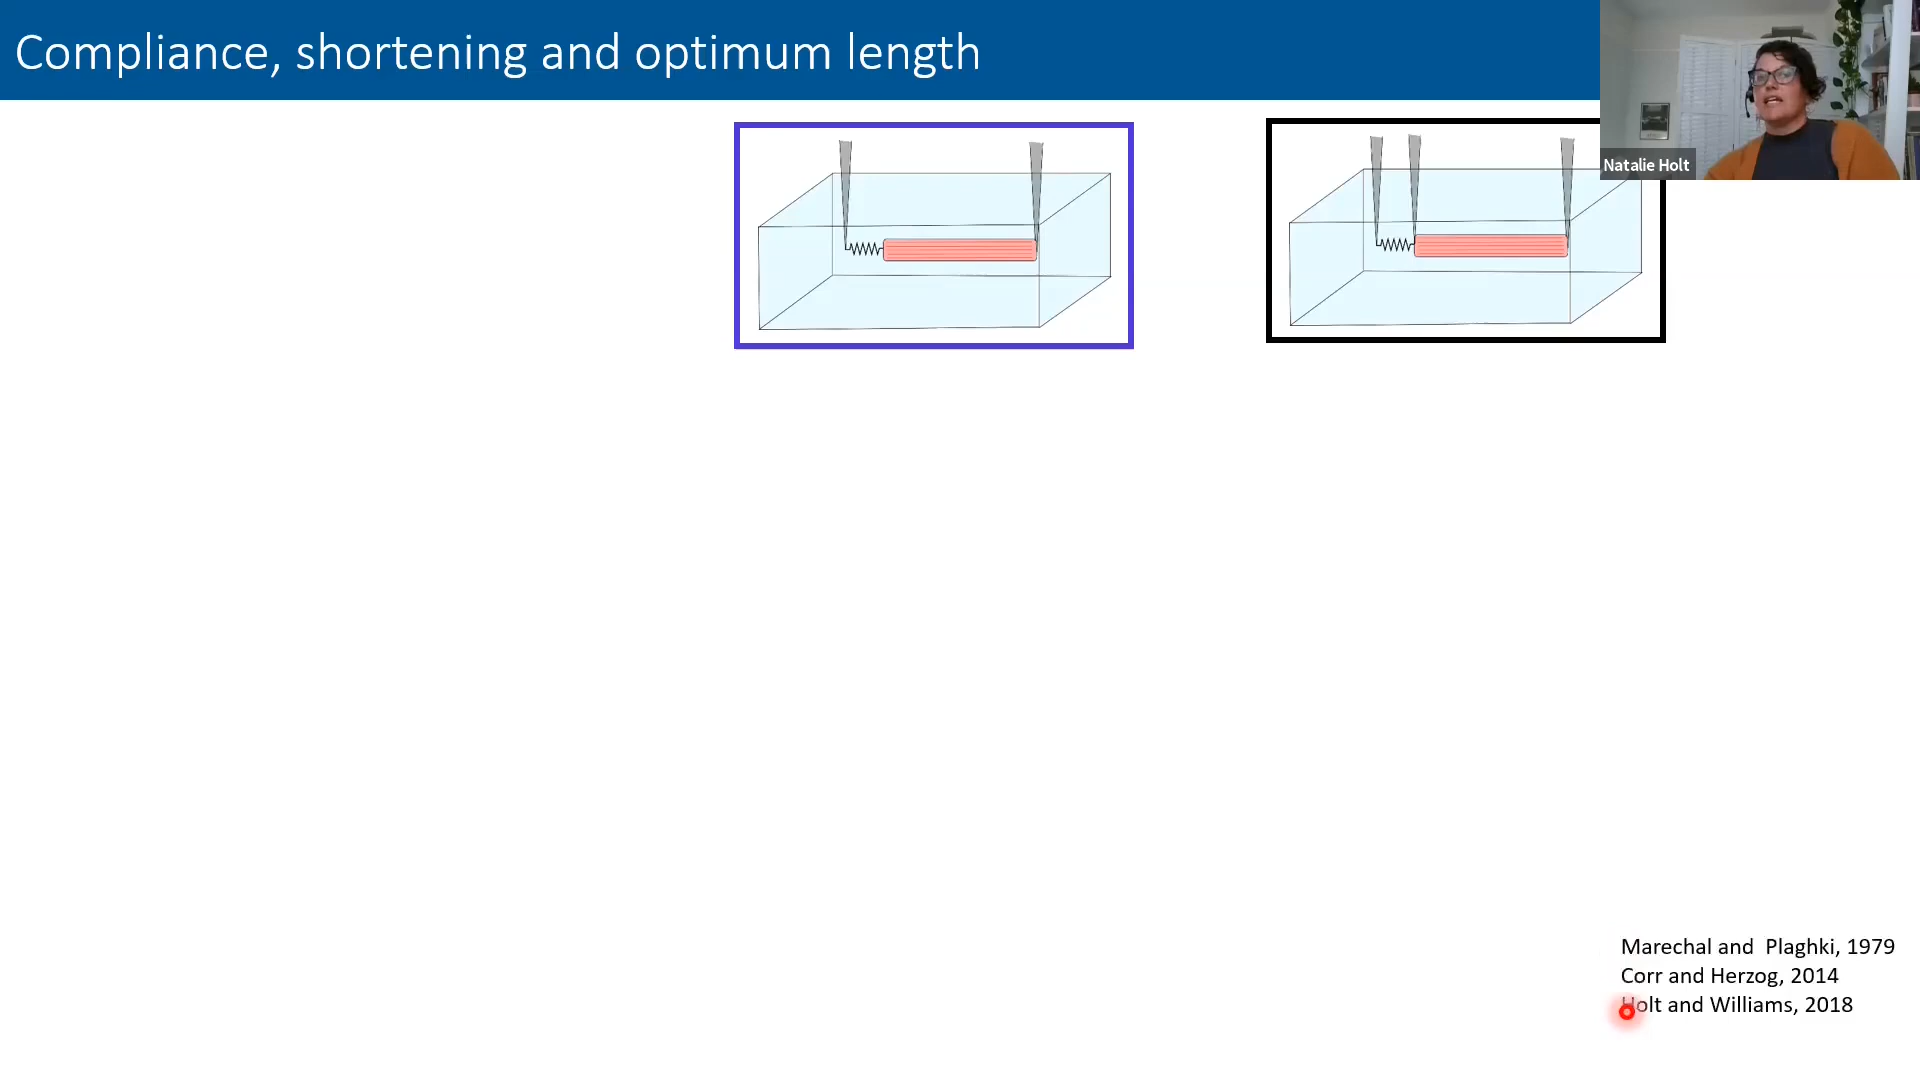 Compliance, shortening and optimum length
Natalie Holt
Marechal and  Plaghki, 1979
Corr and Herzog, 2014
Holt and Williams, 2018